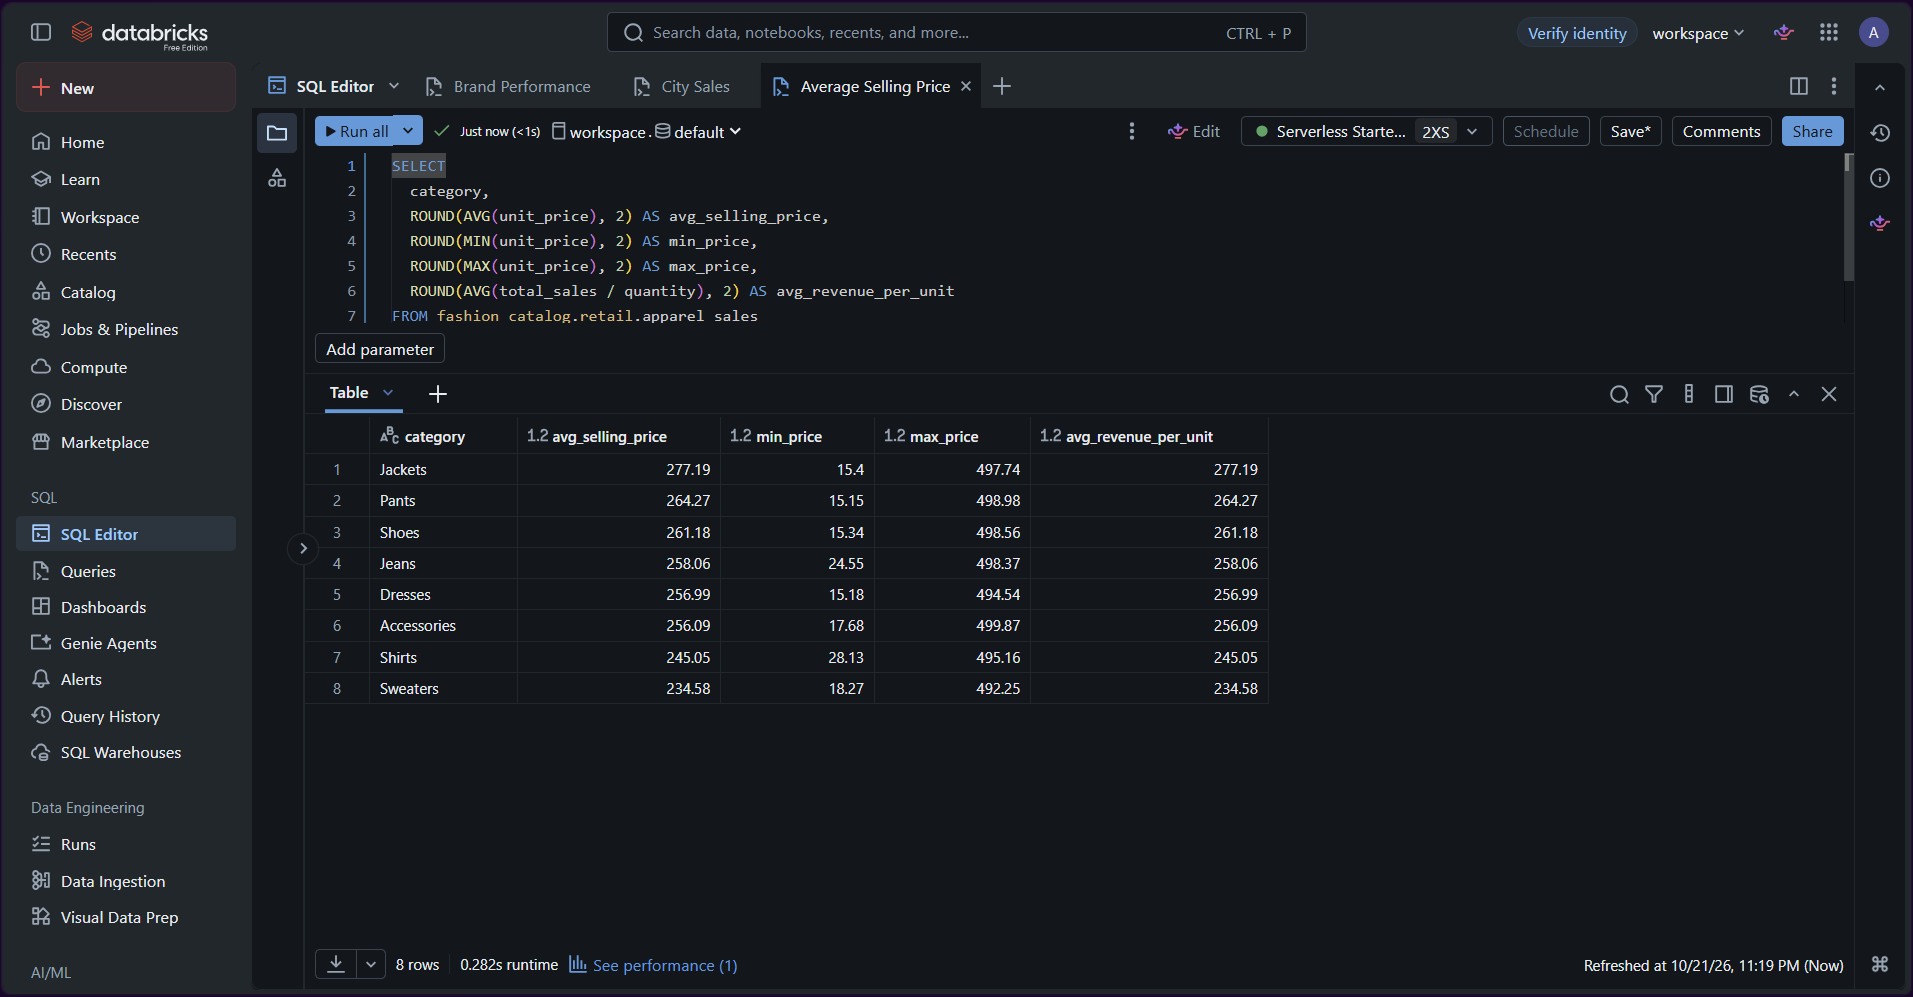 databricks
Free Edition
Search data, notebooks, recents, and more...
CTRL + P
Verify identity
workspace
A
New
Home
Learn
Workspace
Recents
Catalog
Jobs & Pipelines
Compute
Discover
Marketplace
SQL
SQL Editor
Queries
Dashboards
Genie Agents
Alerts
Query History
SQL Warehouses
Data Engineering
Runs
Data Ingestion
Visual Data Prep
AI/ML
SQL Editor
Brand Performance
City Sales
Average Selling Price
Run all
Just now (<1s)
workspace . default
Edit
Serverless Starte... 2XS
Schedule
Save*
Comments
Share
1 SELECT
2 category,
3 ROUND(AVG(unit_price), 2) AS avg_selling_price,
4 ROUND(MIN(unit_price), 2) AS min_price,
5 ROUND(MAX(unit_price), 2) AS max_price,
6 ROUND(AVG(total_sales / quantity), 2) AS avg_revenue_per_unit
7 FROM fashion_catalog.retail.apparel_sales
Add parameter
Table
ABC category 1.2 avg_selling_price 1.2 min_price 1.2 max_price 1.2 avg_revenue_per_unit
1 Jackets 277.19 15.4 497.74 277.19
2 Pants 264.27 15.15 498.98 264.27
3 Shoes 261.18 15.34 498.56 261.18
4 Jeans 258.06 24.55 498.37 258.06
5 Dresses 256.99 15.18 494.54 256.99
6 Accessories 256.09 17.68 499.87 256.09
7 Shirts 245.05 28.13 495.16 245.05
8 Sweaters 234.58 18.27 492.25 234.58
8 rows
0.282s runtime
See performance (1)
Refreshed at 10/21/26, 11:19 PM (Now)